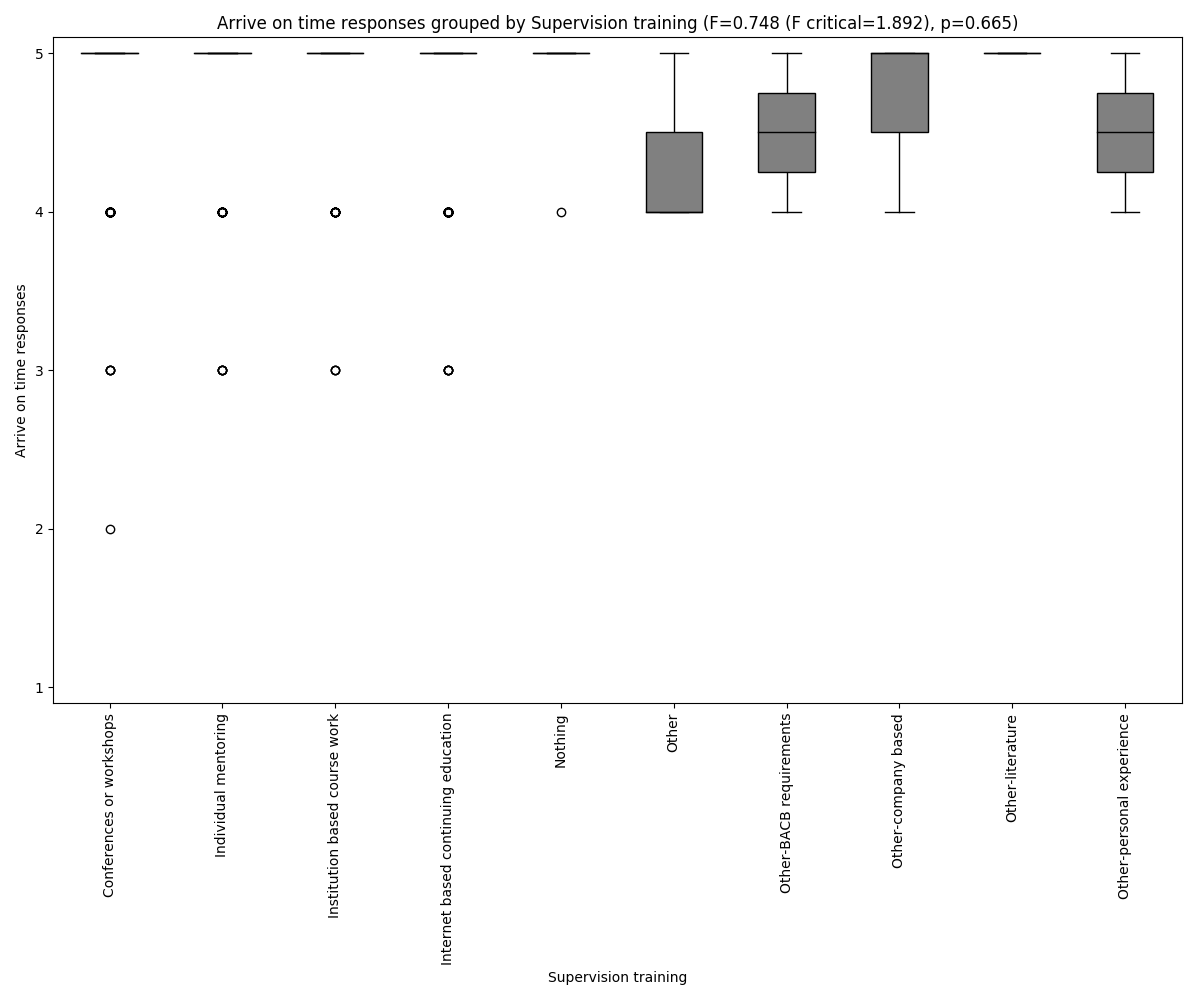 Arrive on time responses grouped by Supervision training (F=0.748 (F critical=1.892), p=0.665)
5
4
3
2
1
Arrive on time responses
Conferences or workshops
Individual mentoring
Institution based course work
Internet based continuing education
Nothing
Other
Other-BACB requirements
Other-company based
Other-literature
Other-personal experience
Supervision training